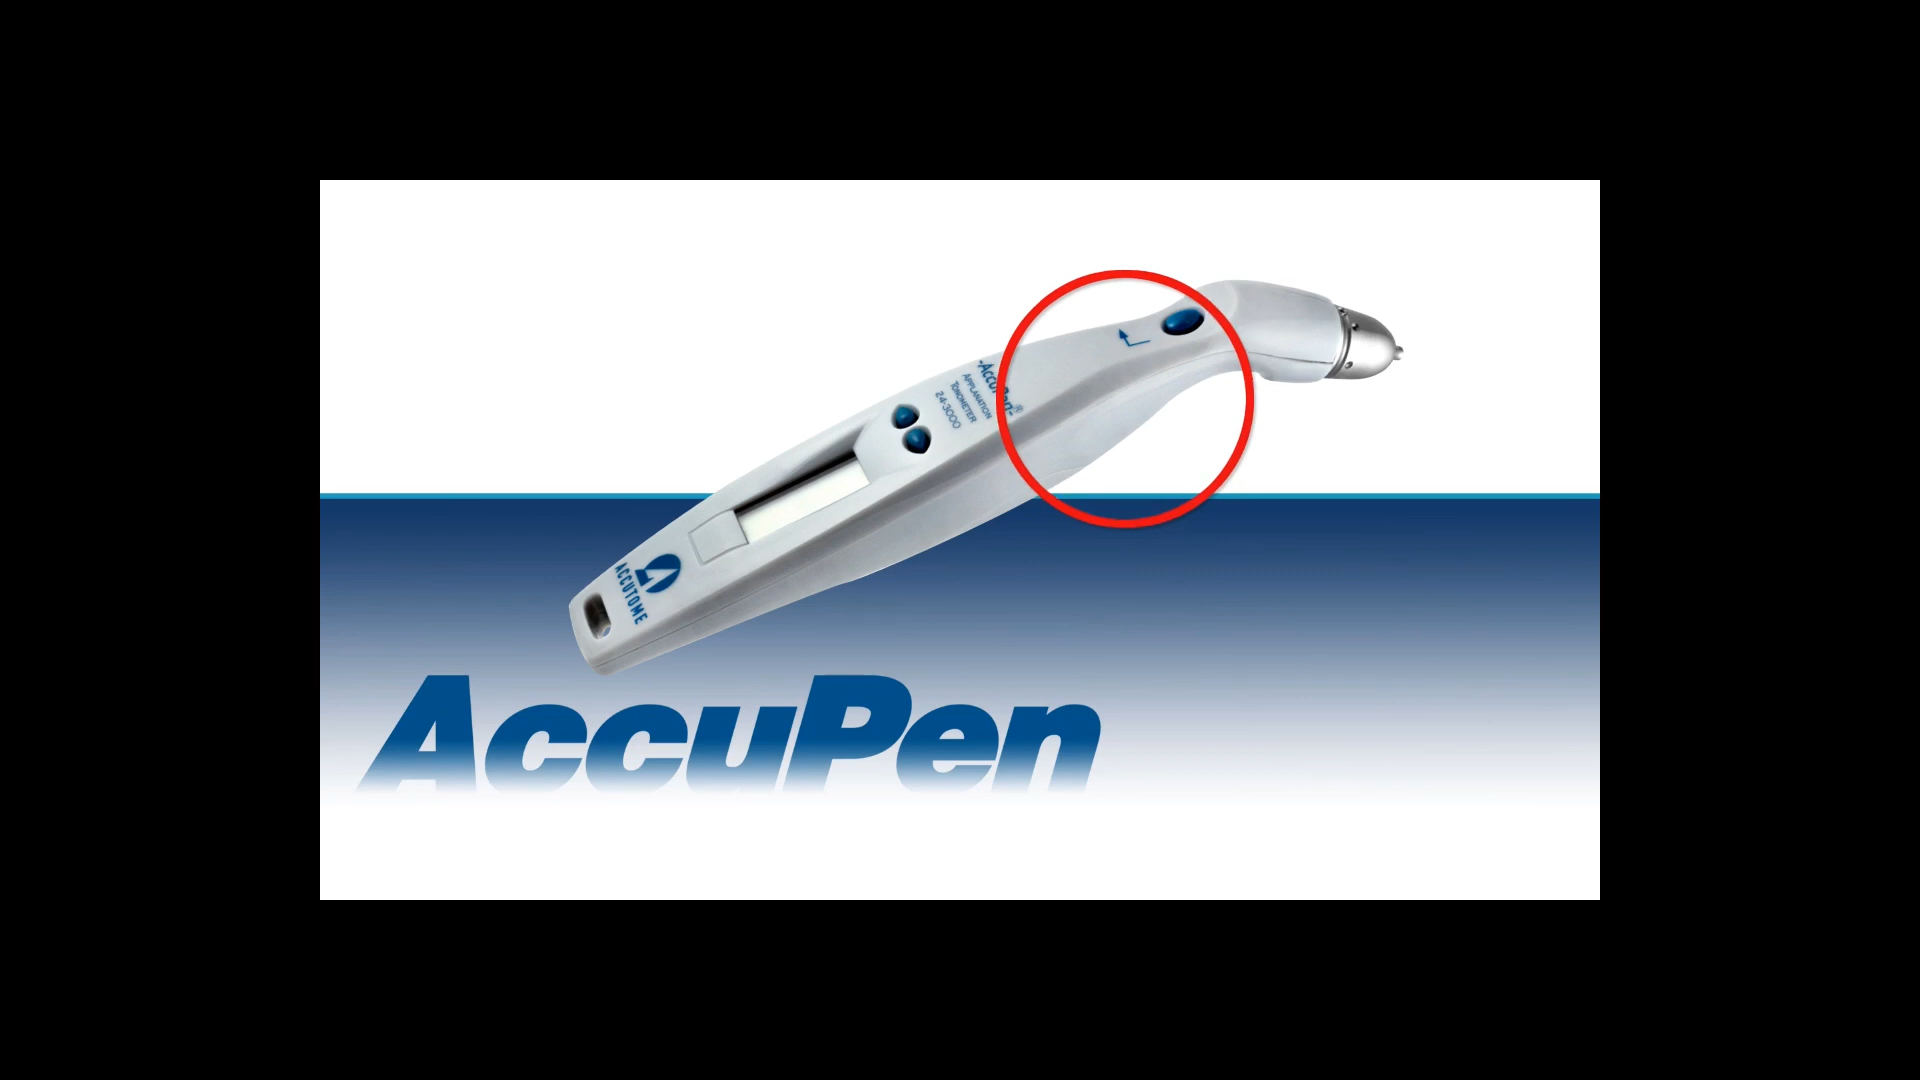 -AccuPen-®
APPLANATION
TONOMETER
24-3000
ACCUTOME
AccuPen